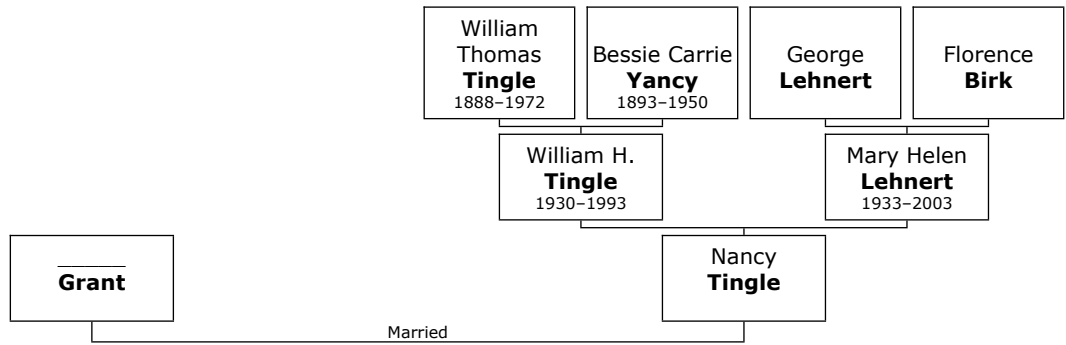 William
Thomas
Tingle
1888–1972
Bessie Carrie
Yancy
1893–1950
George
Lehnert
Florence
Birk
William H.
Tingle
1930–1993
Mary Helen
Lehnert
1933–2003
______
Grant
Nancy
Tingle
Married